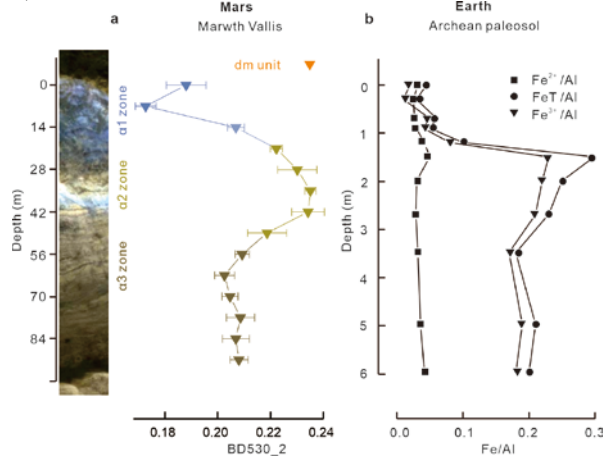 Mars
Marwth Vallis
Earth
Archean paleosol
a
b
dm unit
Fe²⁺/Al
FeT/Al
Fe³⁺/Al
Depth (m)
0
14
28
42
56
70
84
α1 zone
α2 zone
α3 zone
0.18
0.20
0.22
0.24
BD530_2
Depth (m)
0
1
2
3
4
5
6
0.0
0.1
0.2
0.3
Fe/Al